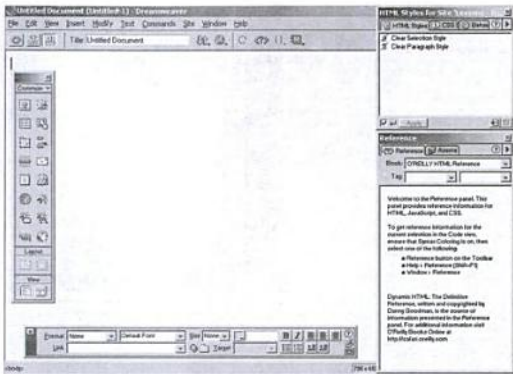 Untitled Document (Untitled-1) - Dreamweaver
File Edit View Insert Modify Text Commands Site Window Help
Title: Untitled Document
Common
Layout
View
Format None
Default Font
Size None
Link
Target
<body>
HTML Styles for Site
HTML Styles CSS Behav
Clear Selection Style
Clear Paragraph Style
Apply
Reference
Reference Assets
Book: O'REILLY HTML Reference
Tag:
Welcome to the Reference panel. This
panel provides reference information for
HTML, JavaScript, and CSS.
To get reference information for the
current selection in the Code view,
ensure that Syntax Coloring is on, then
select one of the following:
Reference button on the Toolbar
Help > Reference (Shift+F1)
Window > Reference
Dynamic HTML: The Definitive
Reference, written and copyrighted by
Danny Goodman, is the source of
information presented in the Reference
panel. For additional information visit
O'Reilly Books Online at